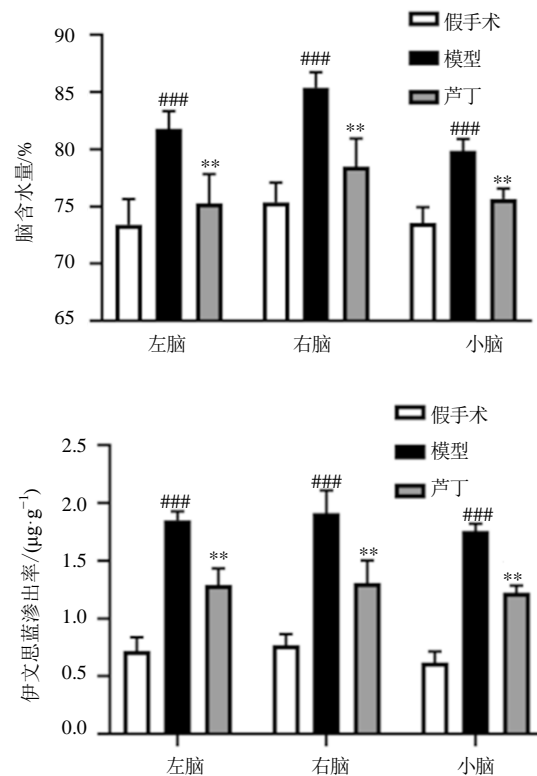 假手术
模型
芦丁
90
85
80
75
70
65
脑含水量/%
###
**
###
**
###
**
左脑
右脑
小脑
假手术
模型
芦丁
2.5
2.0
1.5
1.0
0.5
0.0
伊文思蓝渗出率/(μg·g⁻¹)
###
**
###
**
###
**
左脑
右脑
小脑